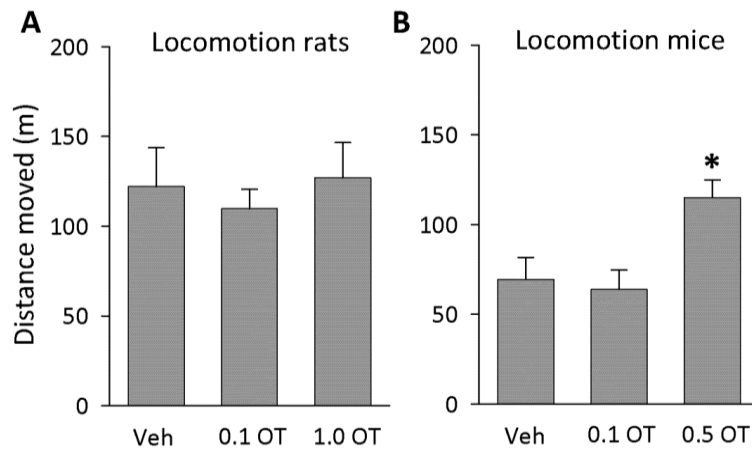 A
Locomotion rats
Distance moved (m)
200
150
100
50
0
Veh
0.1 OT
1.0 OT
B
Locomotion mice
200
150
100
50
0
*
Veh
0.1 OT
0.5 OT